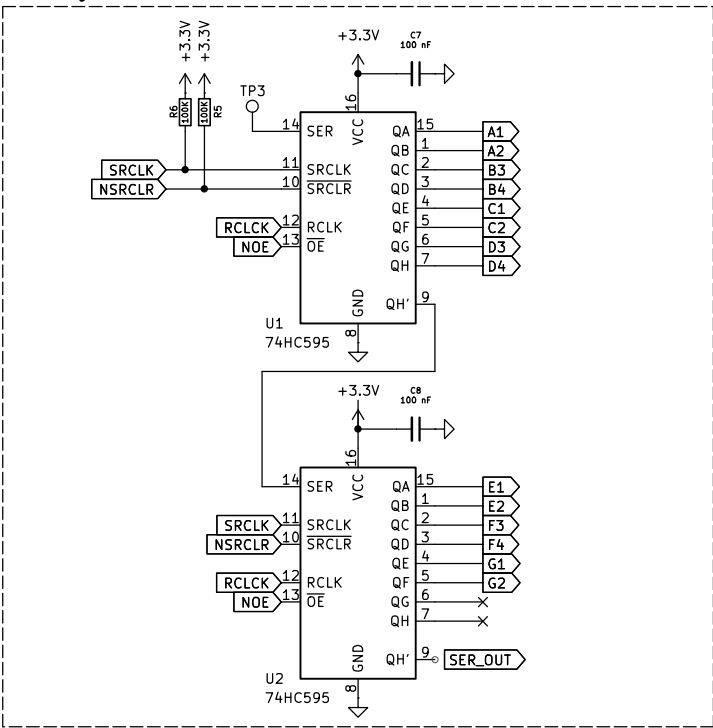 +3.3V
+3.3V
R6
100K
100K
R5
TP3
+3.3V
C7
100 nF
16
VCC
14 SER
SRCLK 11 SRCLK
NSRCLR 10 SRCLR
RCLCK 12 RCLK
NOE 13 OE
QA 15 A1
QB 1 A2
QC 2 B3
QD 3 B4
QE 4 C1
QF 5 C2
QG 6 D3
QH 7 D4
QH' 9
GND
8
U1
74HC595
+3.3V
C8
100 nF
16
VCC
14 SER
SRCLK 11 SRCLK
NSRCLR 10 SRCLR
RCLCK 12 RCLK
NOE 13 OE
QA 15 E1
QB 1 E2
QC 2 F3
QD 3 F4
QE 4 G1
QF 5 G2
QG 6
QH 7
QH' 9 SER_OUT
GND
8
U2
74HC595